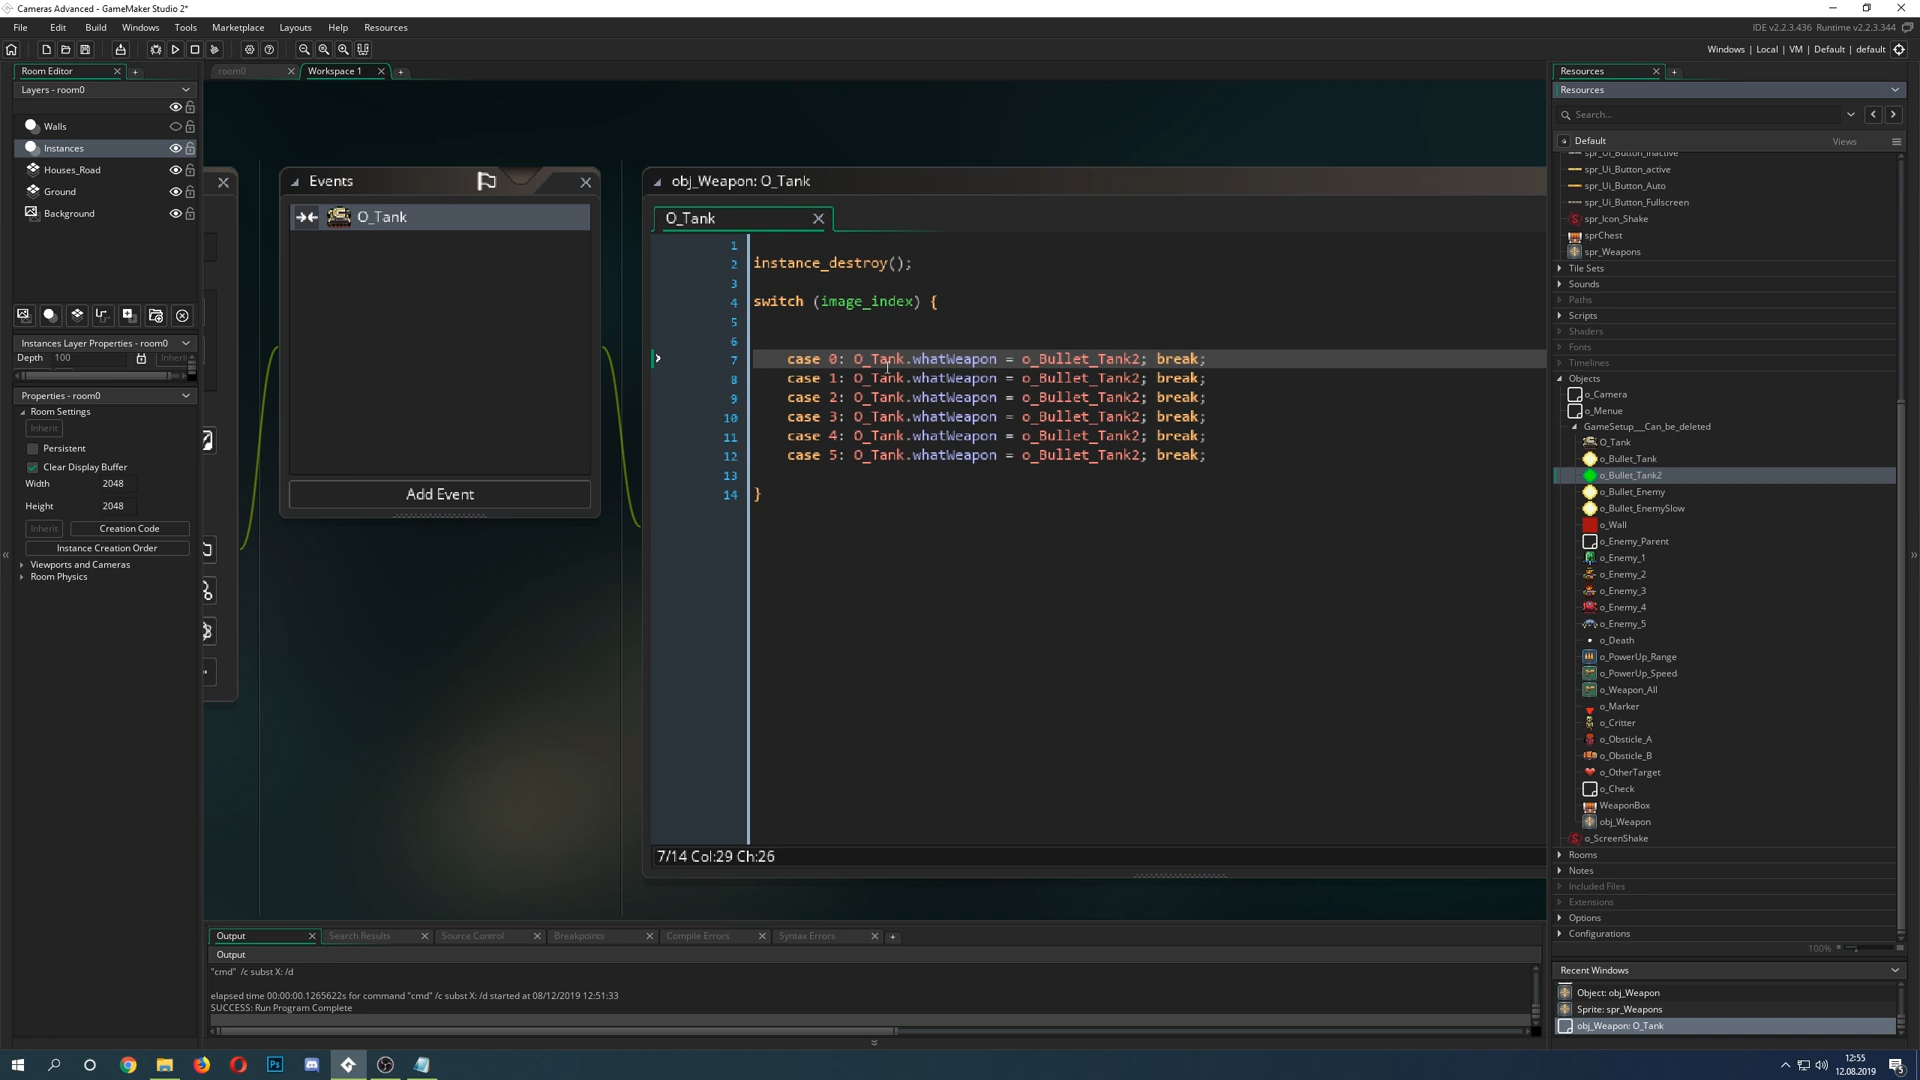 Cameras Advanced - GameMaker Studio 2*
File Edit Build Windows Tools Marketplace Help Layouts Resources
IDE v2.2.3.436 Runtime v2.2.3.344
Windows | Local | VM | Default | default
Room Editor
Layers - room0
Walls
Instances
Houses_Road
Ground
Background
Instances Layer Properties - room0
Depth 100
Properties - room0
Room Settings
Inherit
Persistent
Clear Display Buffer
Width 2048
Height 2048
Inherit Creation Code
Instance Creation Order
Viewports and Cameras
Room Physics
room0
Workspace 1
Events
O_Tank
Add Event
obj_Weapon: O_Tank
O_Tank
1
2 instance_destroy();
3
4 switch (image_index) {
5
6
7 case 0: O_Tank.whatWeapon = o_Bullet_Tank2; break;
8 case 1: O_Tank.whatWeapon = o_Bullet_Tank2; break;
9 case 2: O_Tank.whatWeapon = o_Bullet_Tank2; break;
10 case 3: O_Tank.whatWeapon = o_Bullet_Tank2; break;
11 case 4: O_Tank.whatWeapon = o_Bullet_Tank2; break;
12 case 5: O_Tank.whatWeapon = o_Bullet_Tank2; break;
13
14 }
7/14 Col:29 Ch:26
Output
Search Results
Source Control
Breakpoints
Compile Errors
Syntax Errors
Output
"cmd" /c subst X: /d
elapsed time 00:00:00.1265622s for command "cmd" /c subst X: /d started at 08/12/2019 12:51:33
SUCCESS: Run Program Complete
Resources
Resources
Search...
Default
Views
spr_Ui_Button_inactive
spr_Ui_Button_active
spr_Ui_Button_Auto
spr_Ui_Button_Fullscreen
spr_Icon_Shake
sprChest
spr_Weapons
Tile Sets
Sounds
Paths
Scripts
Shaders
Fonts
Timelines
Objects
o_Camera
o_Menue
GameSetup__Can_be_deleted
O_Tank
o_Bullet_Tank
o_Bullet_Tank2
o_Bullet_Enemy
o_Bullet_EnemySlow
o_Wall
o_Enemy_Parent
o_Enemy_1
o_Enemy_2
o_Enemy_3
o_Enemy_4
o_Enemy_5
o_Death
o_PowerUp_Range
o_PowerUp_Speed
o_Weapon_All
o_Marker
o_Critter
o_Obsticle_A
o_Obsticle_B
o_OtherTarget
o_Check
WeaponBox
obj_Weapon
o_ScreenShake
Rooms
Notes
Included Files
Extensions
Options
Configurations
100%
Recent Windows
Object: obj_Weapon
Sprite: spr_Weapons
obj_Weapon: O_Tank
12:55
12.08.2019